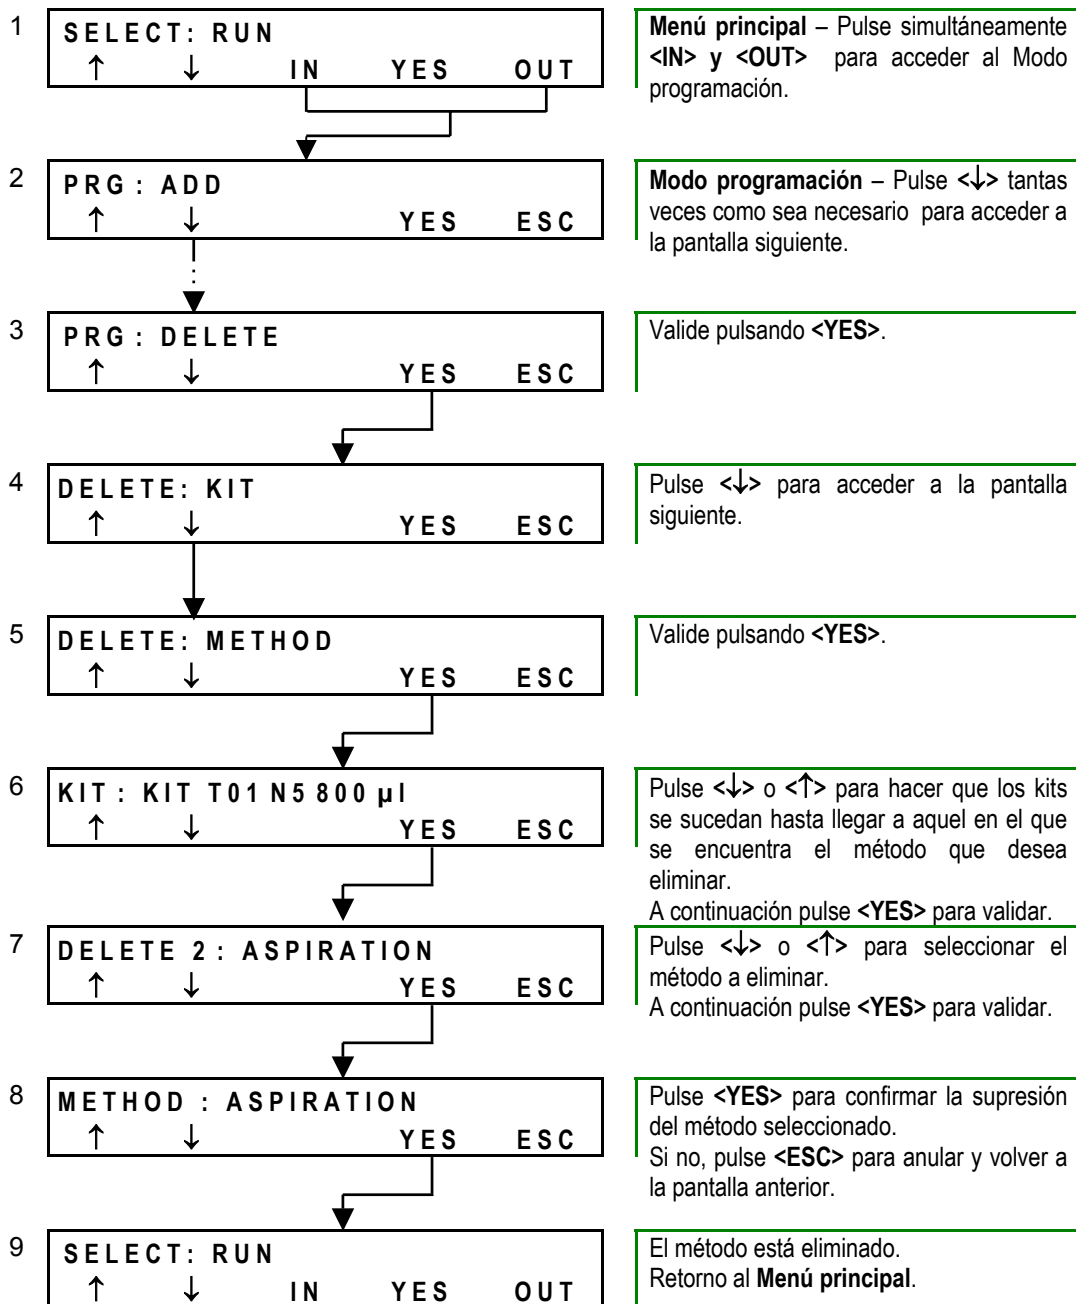 1
SELECT: RUN
↑ ↓ IN YES OUT
Menú principal – Pulse simultáneamente
<IN> y <OUT> para acceder al Modo
programación.
2
PRG : ADD
↑ ↓ YES ESC
Modo programación – Pulse <↓> tantas
veces como sea necesario para acceder a
la pantalla siguiente.
3
PRG : DELETE
↑ ↓ YES ESC
Valide pulsando <YES>.
4
DELETE: KIT
↑ ↓ YES ESC
Pulse <↓> para acceder a la pantalla
siguiente.
5
DELETE: METHOD
↑ ↓ YES ESC
Valide pulsando <YES>.
6
KIT : KIT T01 N5 800 µl
↑ ↓ YES ESC
Pulse <↓> o <↑> para hacer que los kits
se sucedan hasta llegar a aquel en el que
se encuentra el método que desea
eliminar.
A continuación pulse <YES> para validar.
7
DELETE 2 : ASPIRATION
↑ ↓ YES ESC
Pulse <↓> o <↑> para seleccionar el
método a eliminar.
A continuación pulse <YES> para validar.
8
METHOD : ASPIRATION
↑ ↓ YES ESC
Pulse <YES> para confirmar la supresión
del método seleccionado.
Si no, pulse <ESC> para anular y volver a
la pantalla anterior.
9
SELECT: RUN
↑ ↓ IN YES OUT
El método está eliminado.
Retorno al Menú principal.